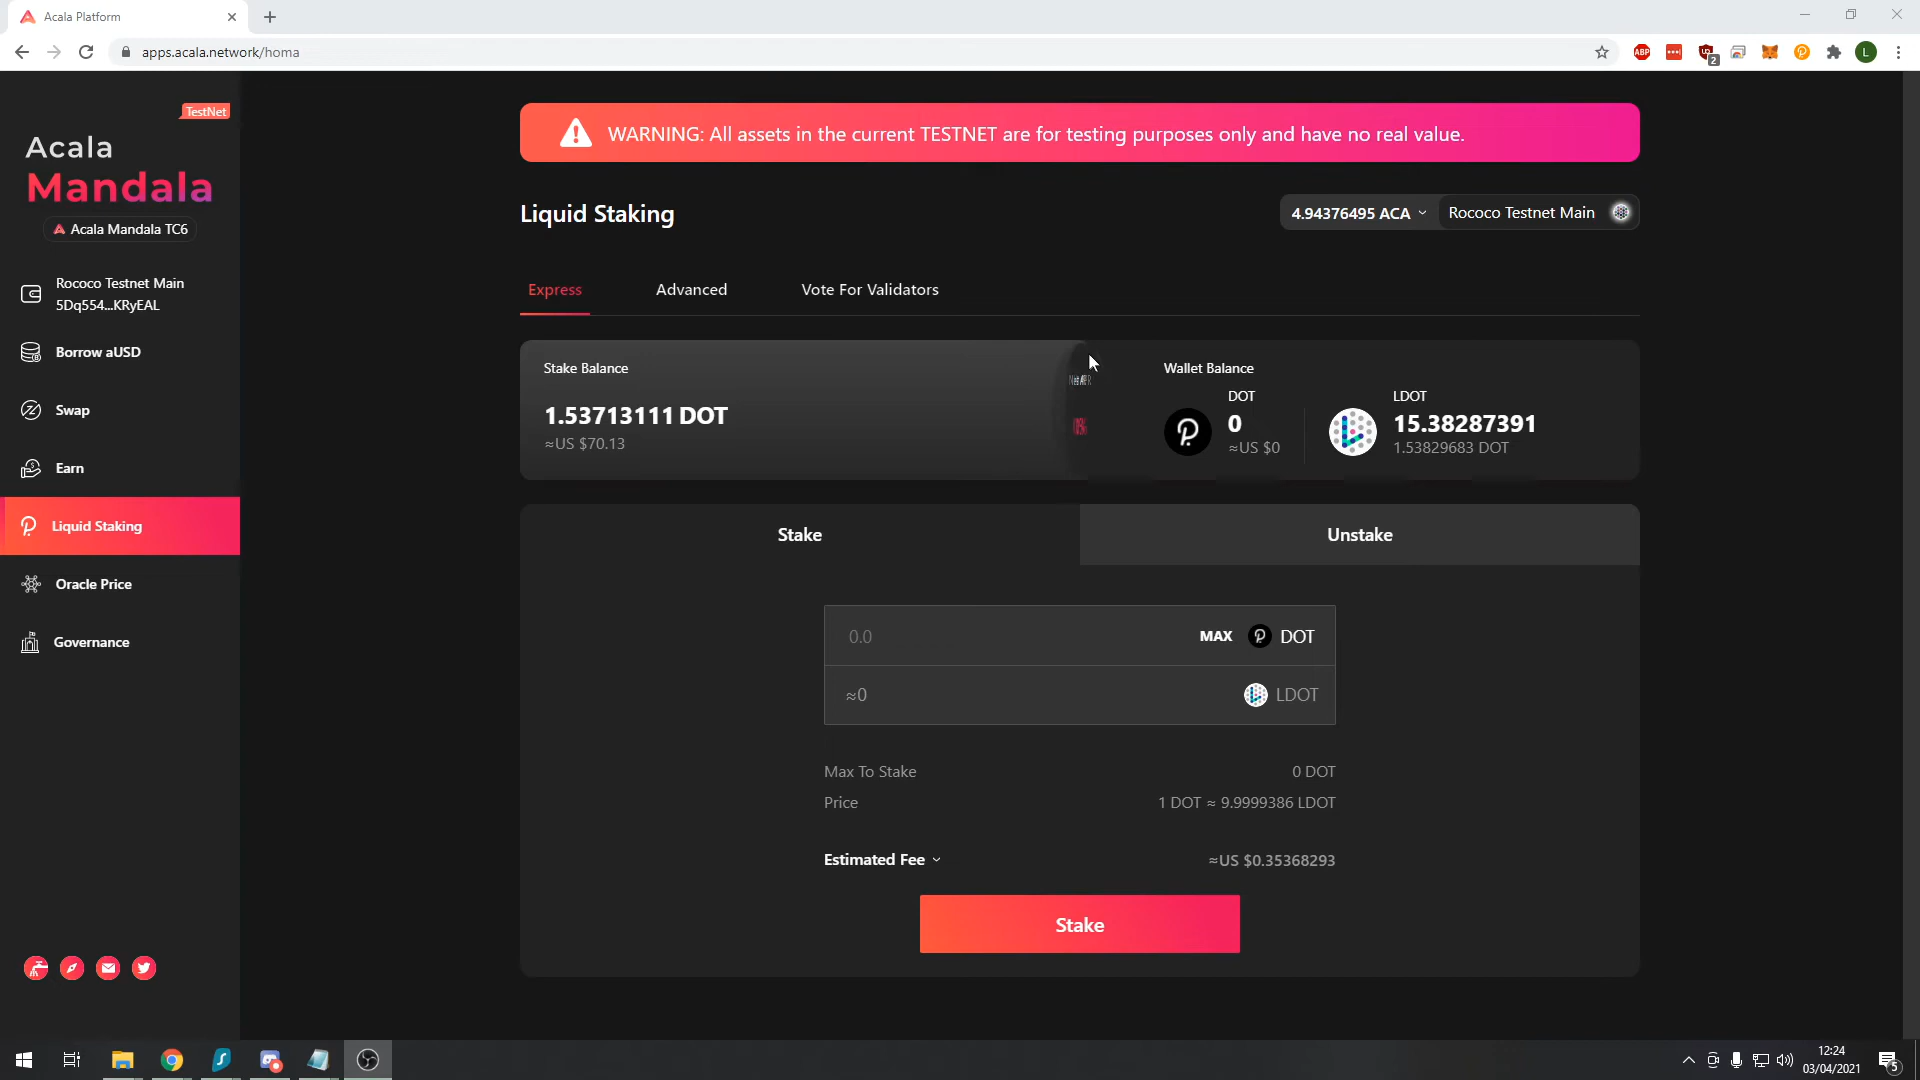 Acala Platform
apps.acala.network/homa
ABP
2
L
TestNet
Acala
Mandala
Acala Mandala TC6
Rococo Testnet Main
5Dq554...KRyEAL
Borrow aUSD
Swap
Earn
Liquid Staking
Oracle Price
Governance
WARNING: All assets in the current TESTNET are for testing purposes only and have no real value.
Liquid Staking
4.94376495 ACA
Rococo Testnet Main
Express
Advanced
Vote For Validators
Stake Balance
1.53713111 DOT
≈US $70.13
Wallet Balance
DOT
0
≈US $0
LDOT
15.38287391
1.53829683 DOT
Stake
Unstake
0.0
MAX
DOT
≈0
LDOT
Max To Stake
0 DOT
Price
1 DOT ≈ 9.9999386 LDOT
Estimated Fee
≈US $0.35368293
Stake
12:24
03/04/2021
5